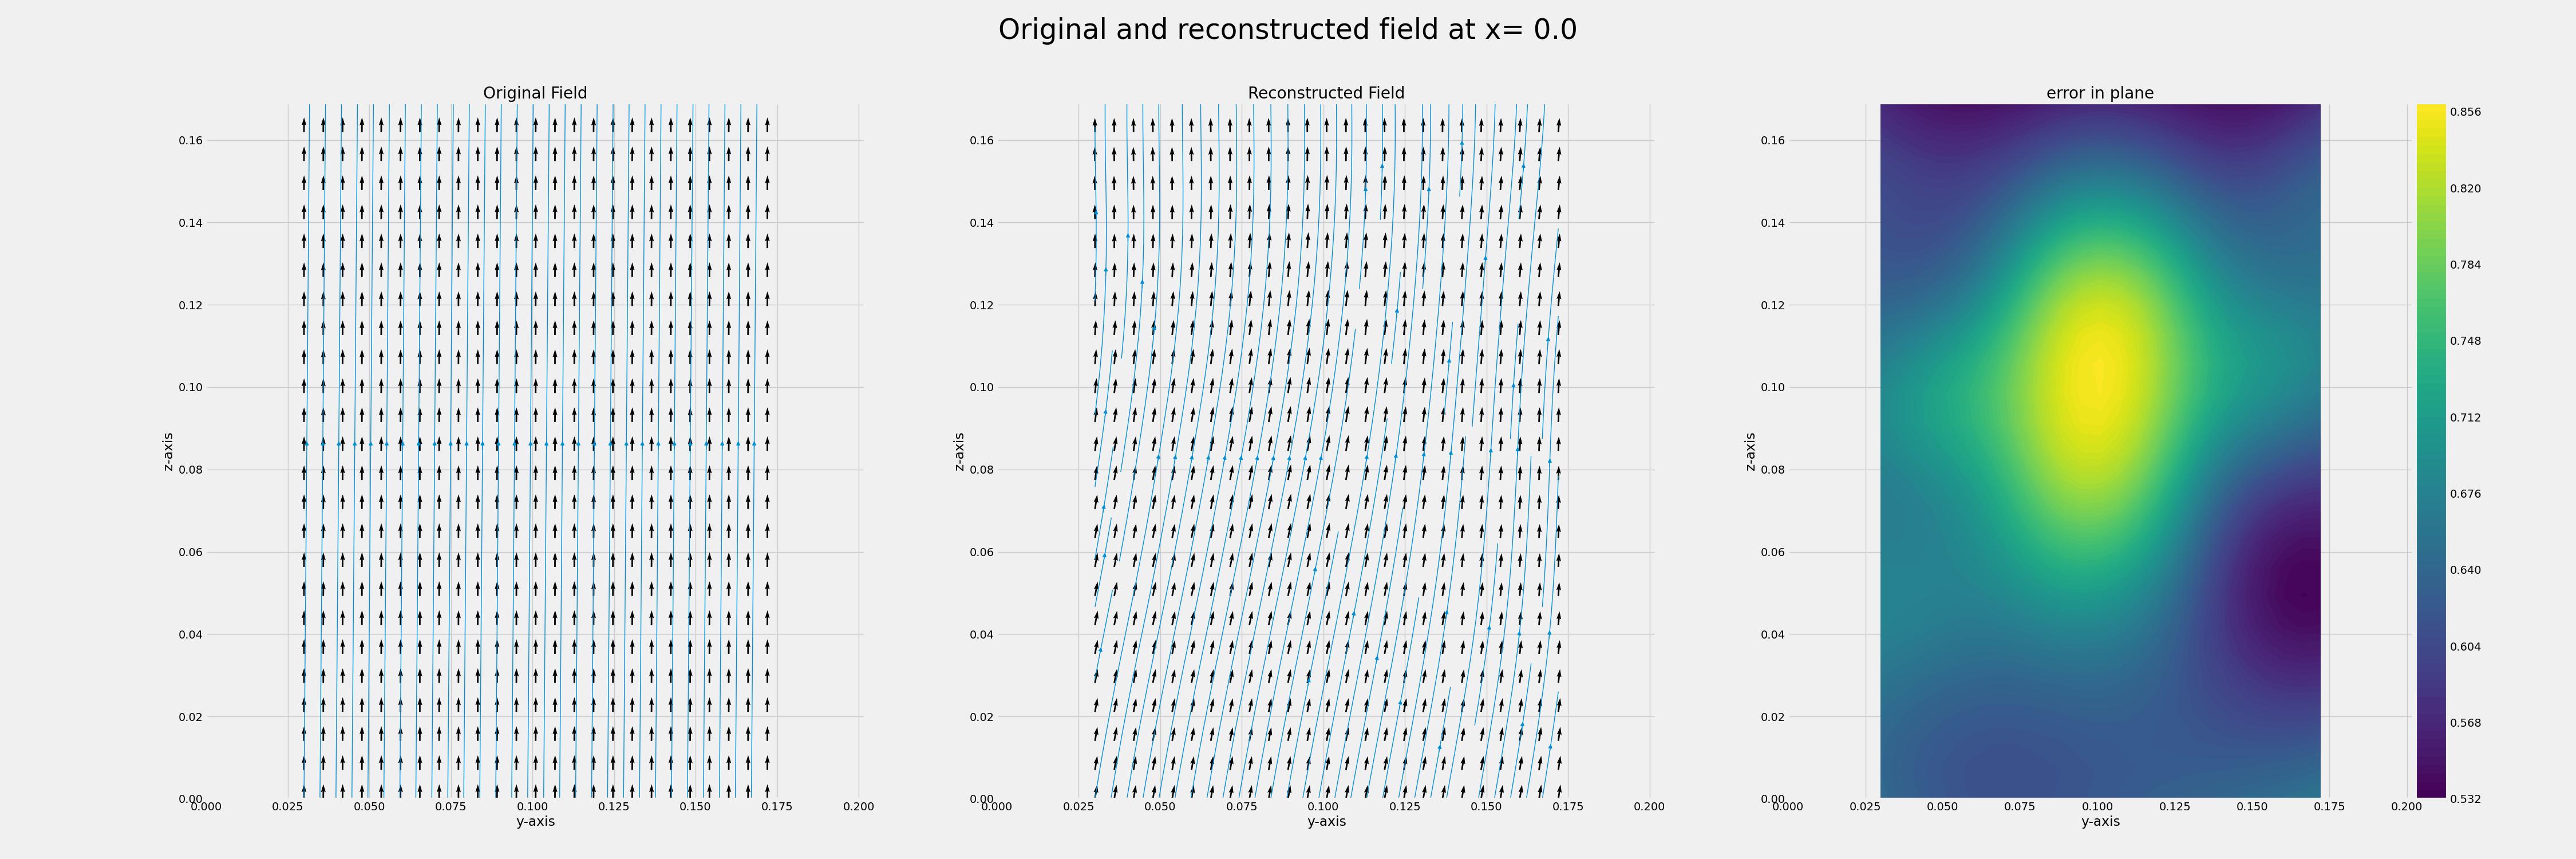 Original and reconstructed field at x= 0.0
Original Field
z-axis
0.16
0.14
0.12
0.10
0.08
0.06
0.04
0.02
0.00
0.000 0.025 0.050 0.075 0.100 0.125 0.150 0.175 0.200
y-axis
Reconstructed Field
z-axis
0.16
0.14
0.12
0.10
0.08
0.06
0.04
0.02
0.00
0.000 0.025 0.050 0.075 0.100 0.125 0.150 0.175 0.200
y-axis
error in plane
z-axis
0.16
0.14
0.12
0.10
0.08
0.06
0.04
0.02
0.00
0.000 0.025 0.050 0.075 0.100 0.125 0.150 0.175 0.200
y-axis
0.856
0.820
0.784
0.748
0.712
0.676
0.640
0.604
0.568
0.532